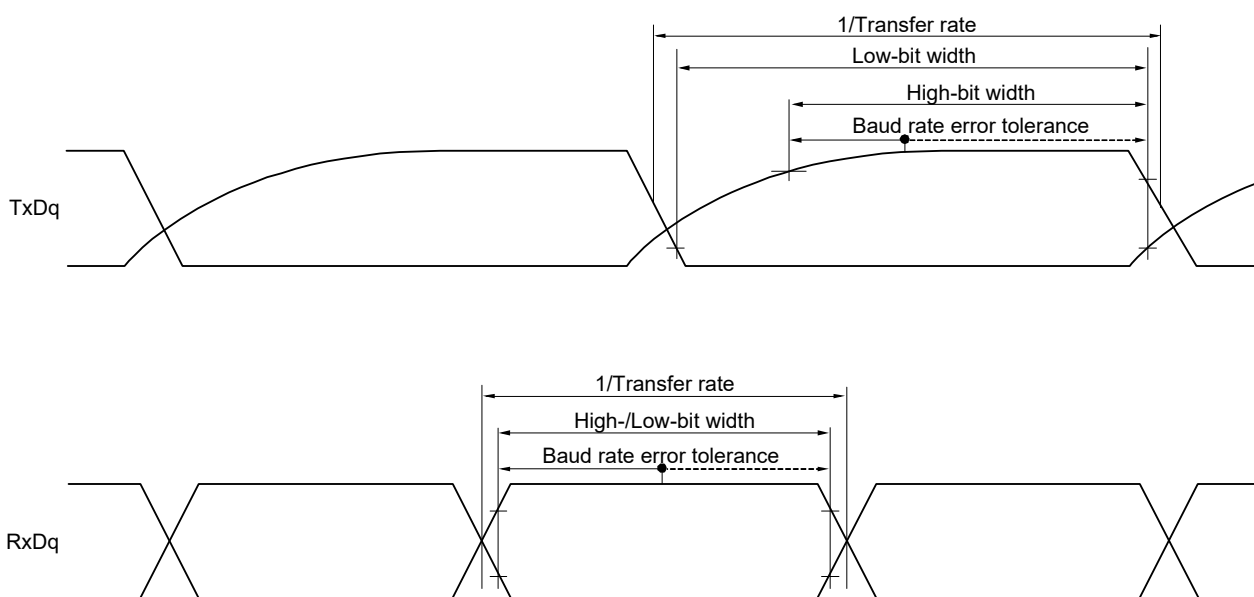 1/Transfer rate
Low-bit width
High-bit width
Baud rate error tolerance
TxDq
1/Transfer rate
High-/Low-bit width
Baud rate error tolerance
RxDq